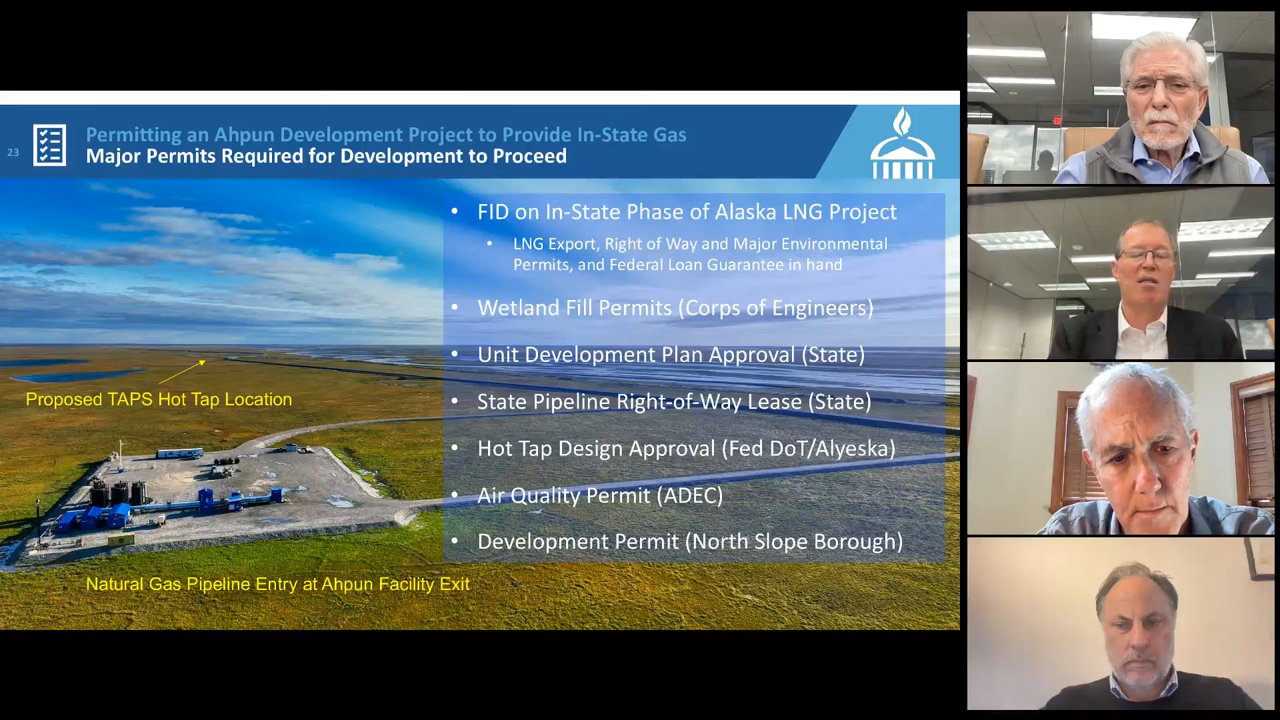 23
Permitting an Ahpun Development Project to Provide In-State Gas
Major Permits Required for Development to Proceed
• FID on In-State Phase of Alaska LNG Project
• LNG Export, Right of Way and Major Environmental
Permits, and Federal Loan Guarantee in hand
• Wetland Fill Permits (Corps of Engineers)
• Unit Development Plan Approval (State)
• State Pipeline Right-of-Way Lease (State)
• Hot Tap Design Approval (Fed DoT/Alyeska)
• Air Quality Permit (ADEC)
• Development Permit (North Slope Borough)
Proposed TAPS Hot Tap Location
Natural Gas Pipeline Entry at Ahpun Facility Exit